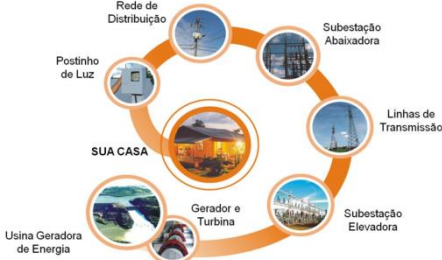 Rede de
Distribuição
Subestação
Abaixadora
Postinho
de Luz
Linhas de
Transmissão
SUA CASA
Gerador e
Turbina
Subestação
Elevadora
Usina Geradora
de Energia